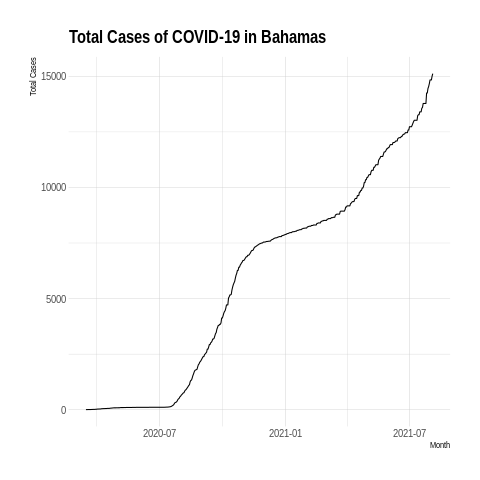 Total Cases of COVID-19 in Bahamas
Total Cases
15000
10000
5000
0
2020-07
2021-01
2021-07
Month